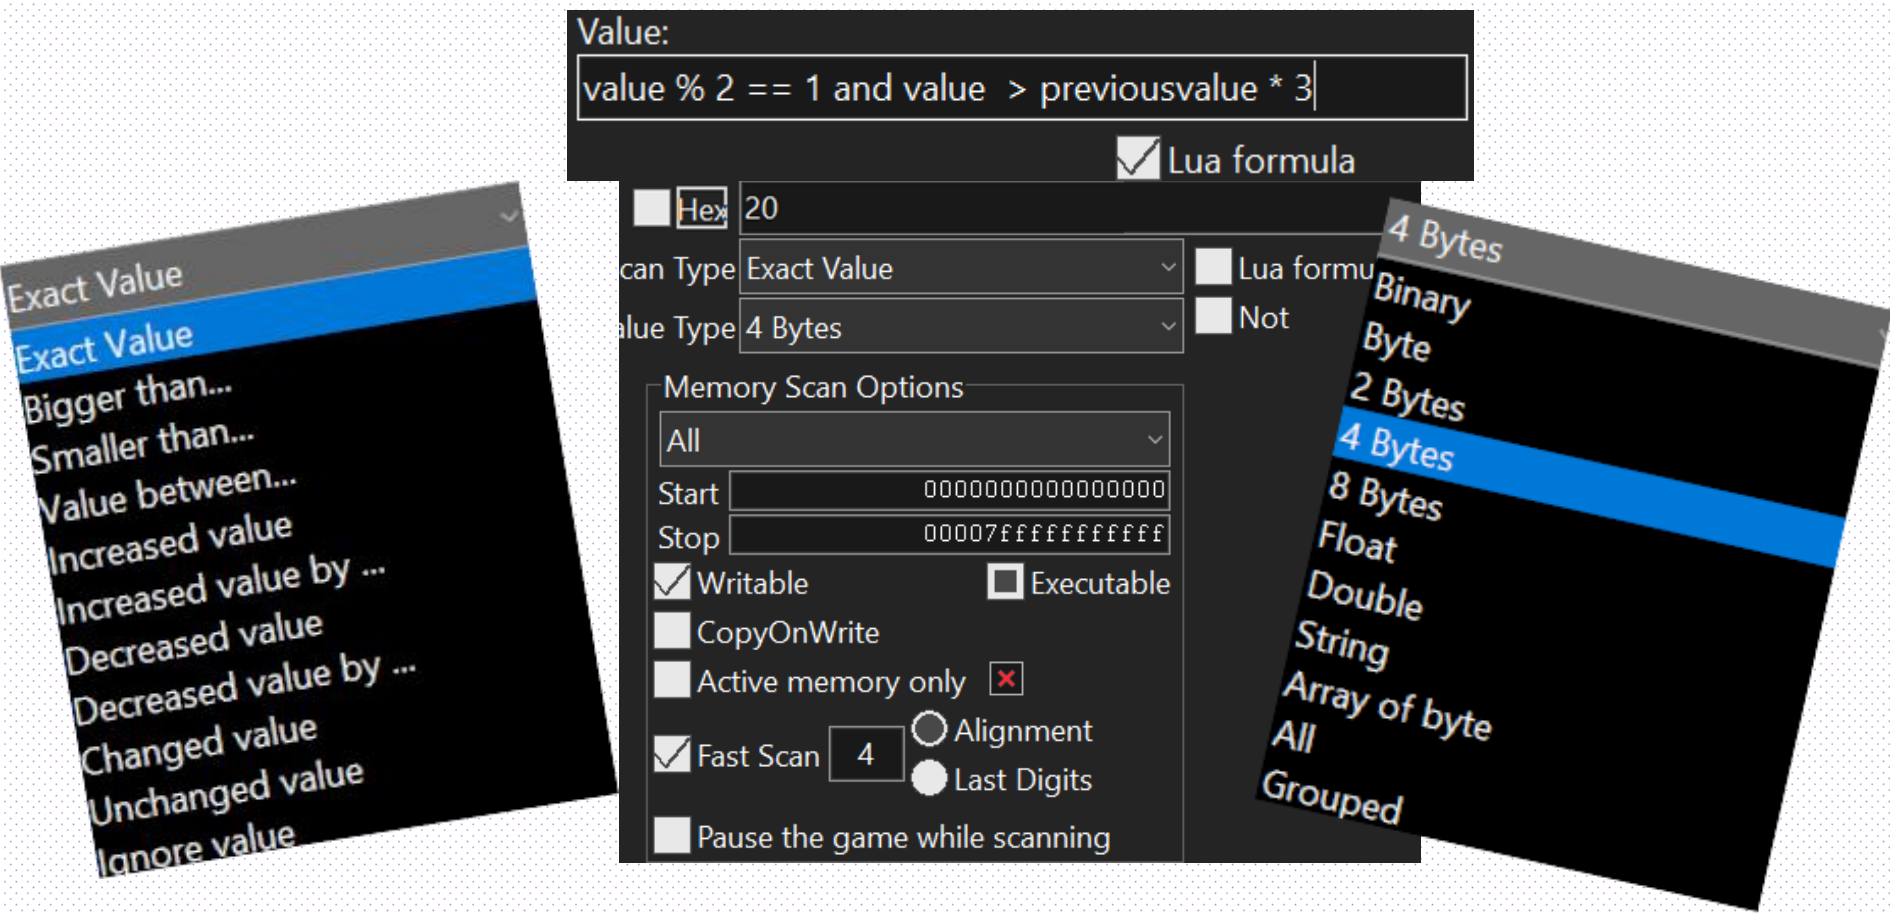 Value:
value % 2 == 1 and value  > previousvalue * 3
Lua formula
Hex 20
can Type Exact Value
Lua formu
alue Type 4 Bytes
Not
Memory Scan Options
All
Start 0000000000000000
Stop 00007fffffffffff
Writable
Executable
CopyOnWrite
Active memory only
Fast Scan 4
Alignment
Last Digits
Pause the game while scanning
Exact Value
Exact Value
Bigger than...
Smaller than...
Value between...
Increased value
Increased value by ...
Decreased value
Decreased value by ...
Changed value
Unchanged value
Ignore value
4 Bytes
Binary
Byte
2 Bytes
4 Bytes
8 Bytes
Float
Double
String
Array of byte
All
Grouped